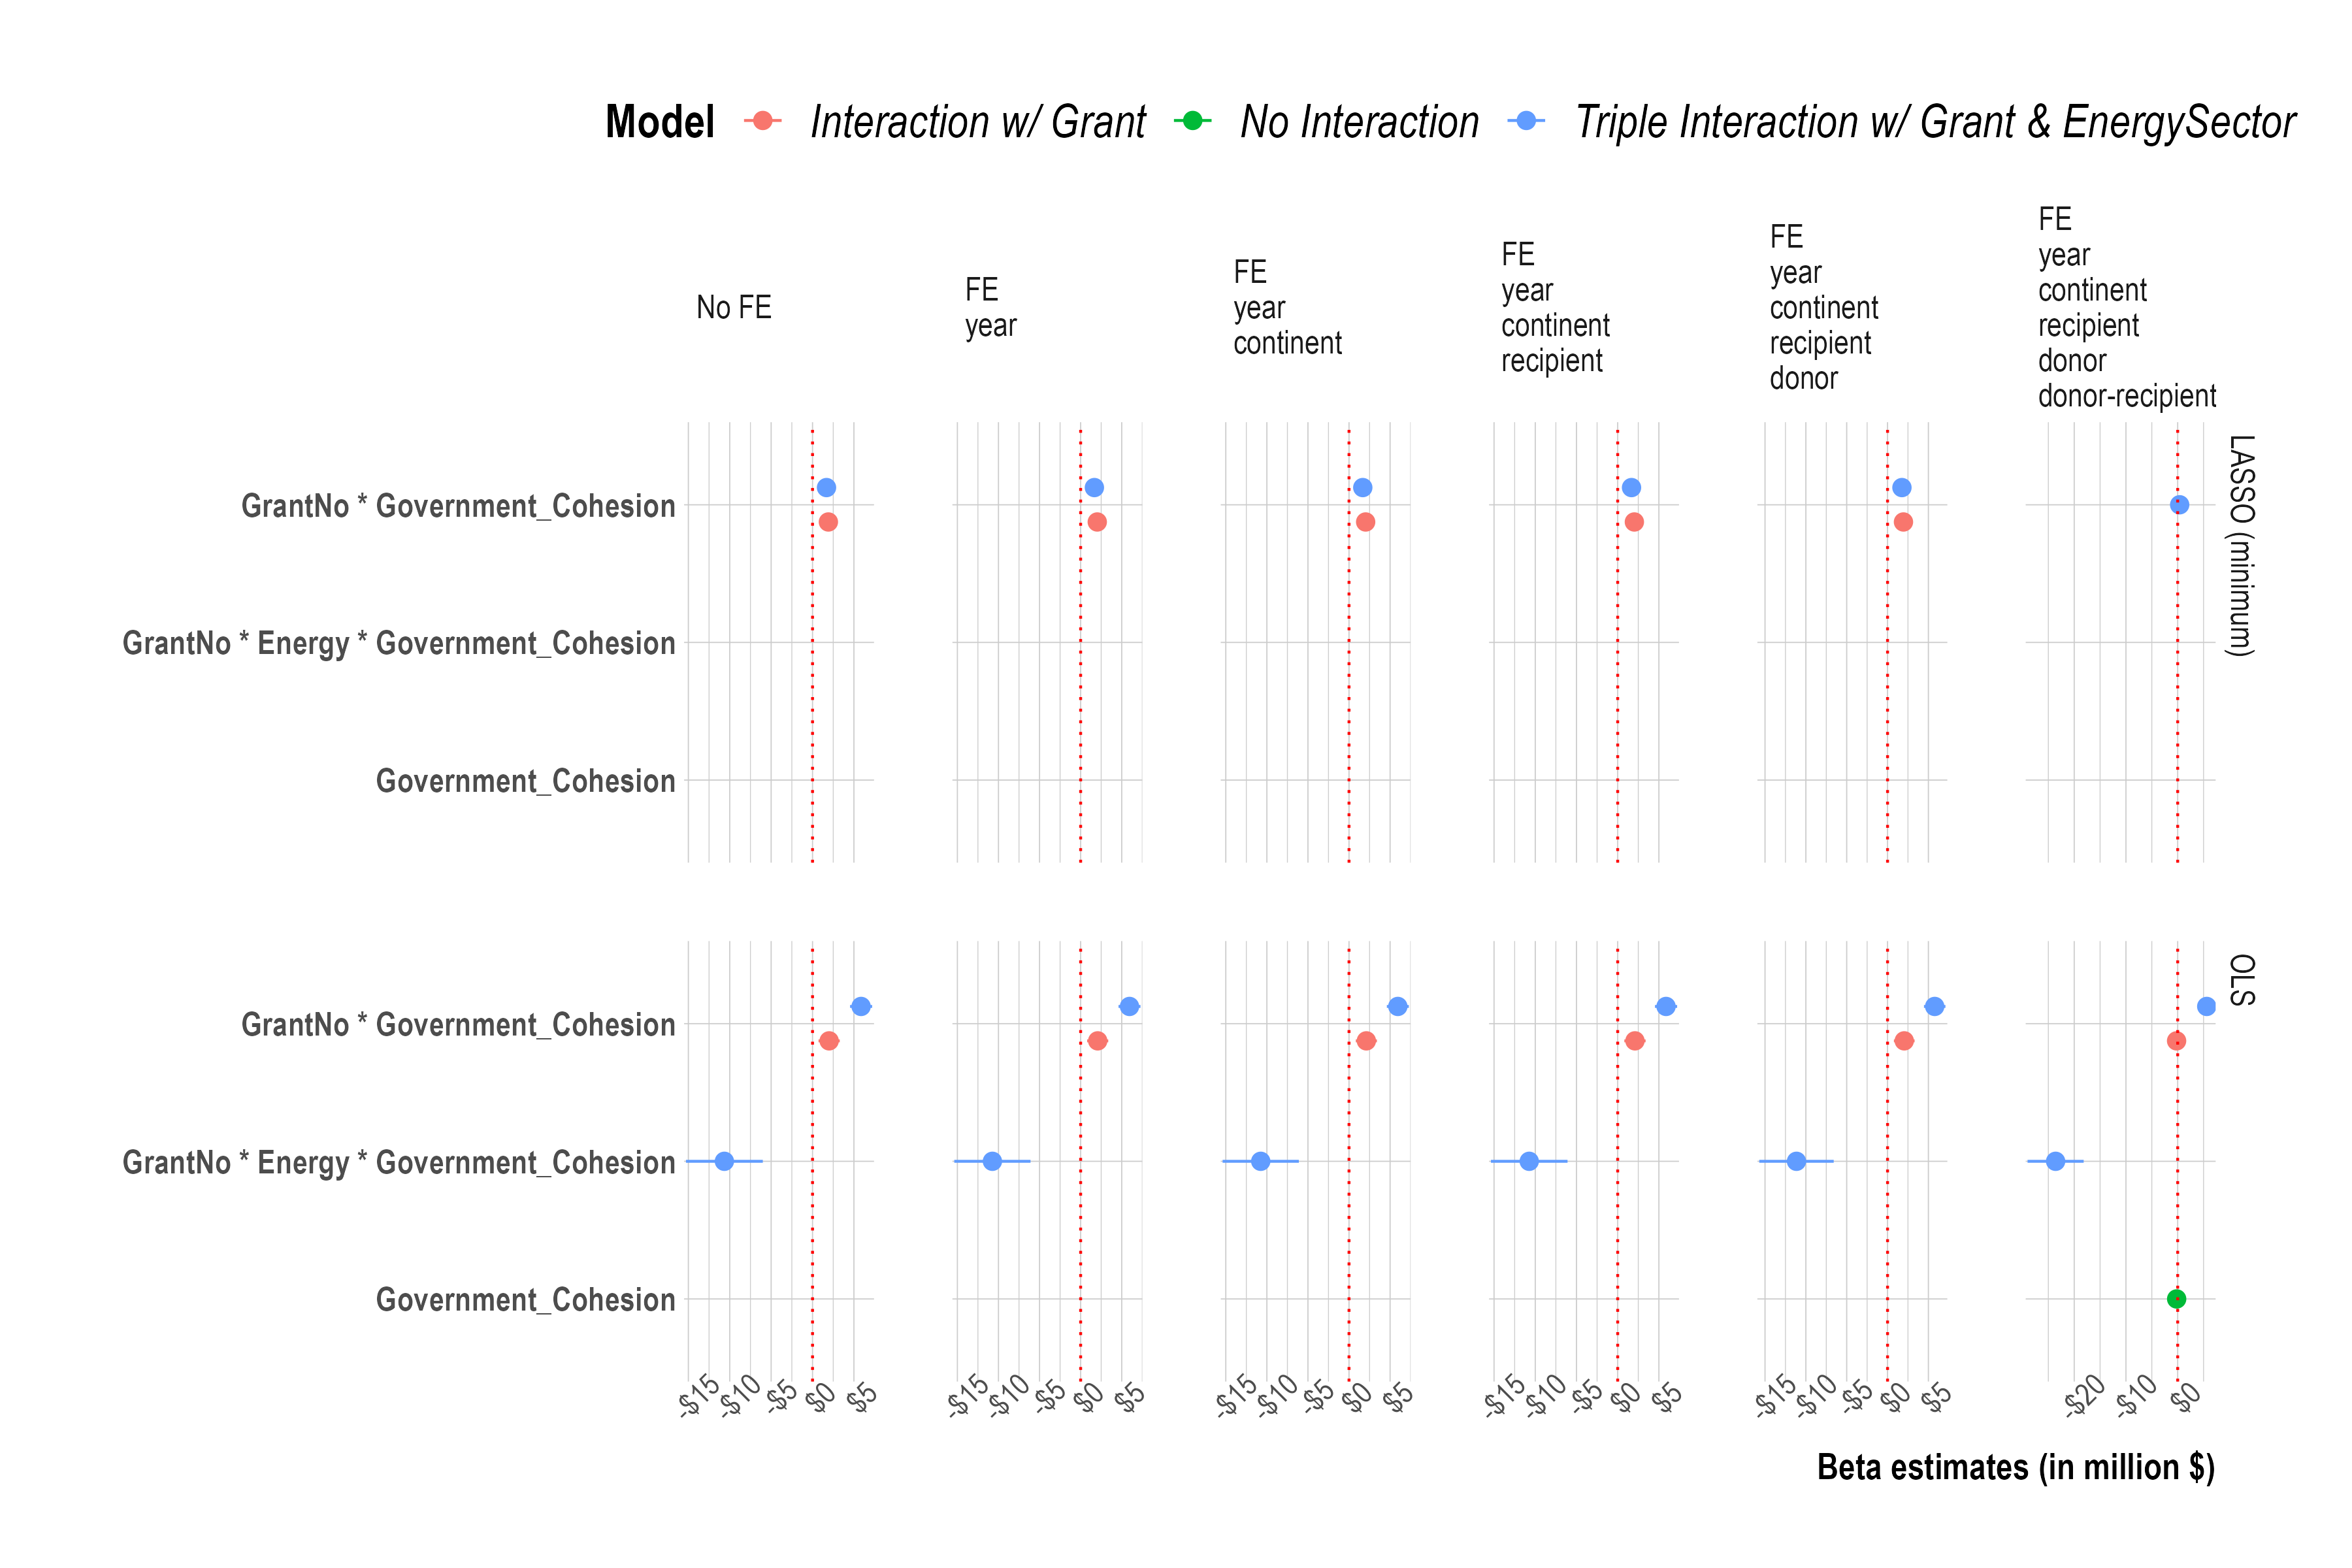 Model Interaction w/ Grant No Interaction Triple Interaction w/ Grant & EnergySector
No FE
FE
year
FE
year
continent
FE
year
continent
recipient
FE
year
continent
recipient
donor
FE
year
continent
recipient
donor
donor-recipient
LASSO (minimum)
GrantNo * Government_Cohesion
GrantNo * Energy * Government_Cohesion
Government_Cohesion
OLS
GrantNo * Government_Cohesion
GrantNo * Energy * Government_Cohesion
Government_Cohesion
-$15 -$10 -$5 $0 $5
-$15 -$10 -$5 $0 $5
-$15 -$10 -$5 $0 $5
-$15 -$10 -$5 $0 $5
-$15 -$10 -$5 $0 $5
-$20 -$10 $0
Beta estimates (in million $)